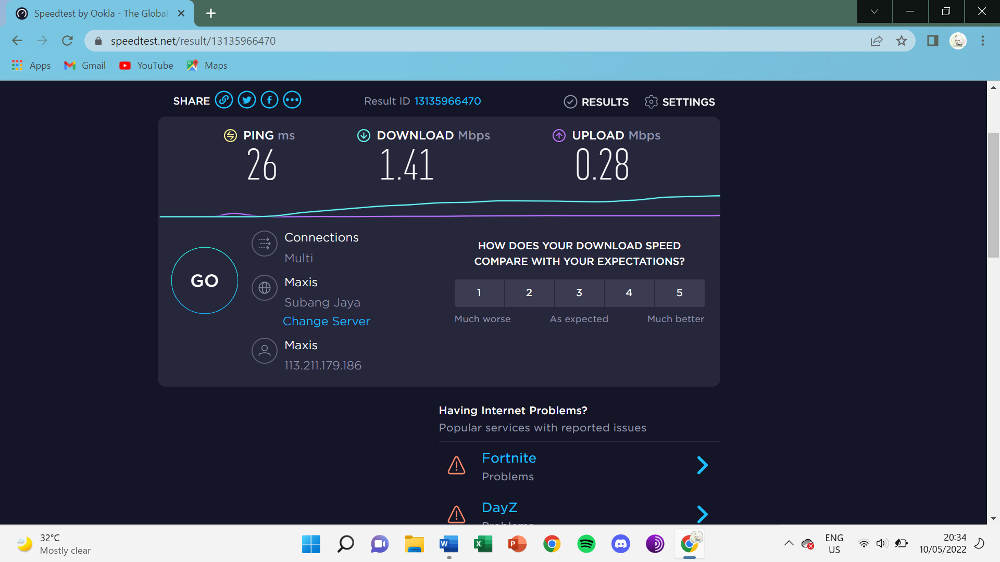 Speedtest by Ookla - The Global
speedtest.net/result/13135966470
Apps
Gmail
YouTube
Maps
SHARE
Result ID 13135966470
RESULTS
SETTINGS
PING ms
DOWNLOAD Mbps
UPLOAD Mbps
26
1.41
0.28
GO
Connections
Multi
Maxis
Subang Jaya
Change Server
Maxis
113.211.179.186
HOW DOES YOUR DOWNLOAD SPEED
COMPARE WITH YOUR EXPECTATIONS?
1 2 3 4 5
Much worse
As expected
Much better
Having Internet Problems?
Popular services with reported issues
Fortnite
Problems
DayZ
Problems
32°C
Mostly clear
ENG
US
20:34
10/05/2022